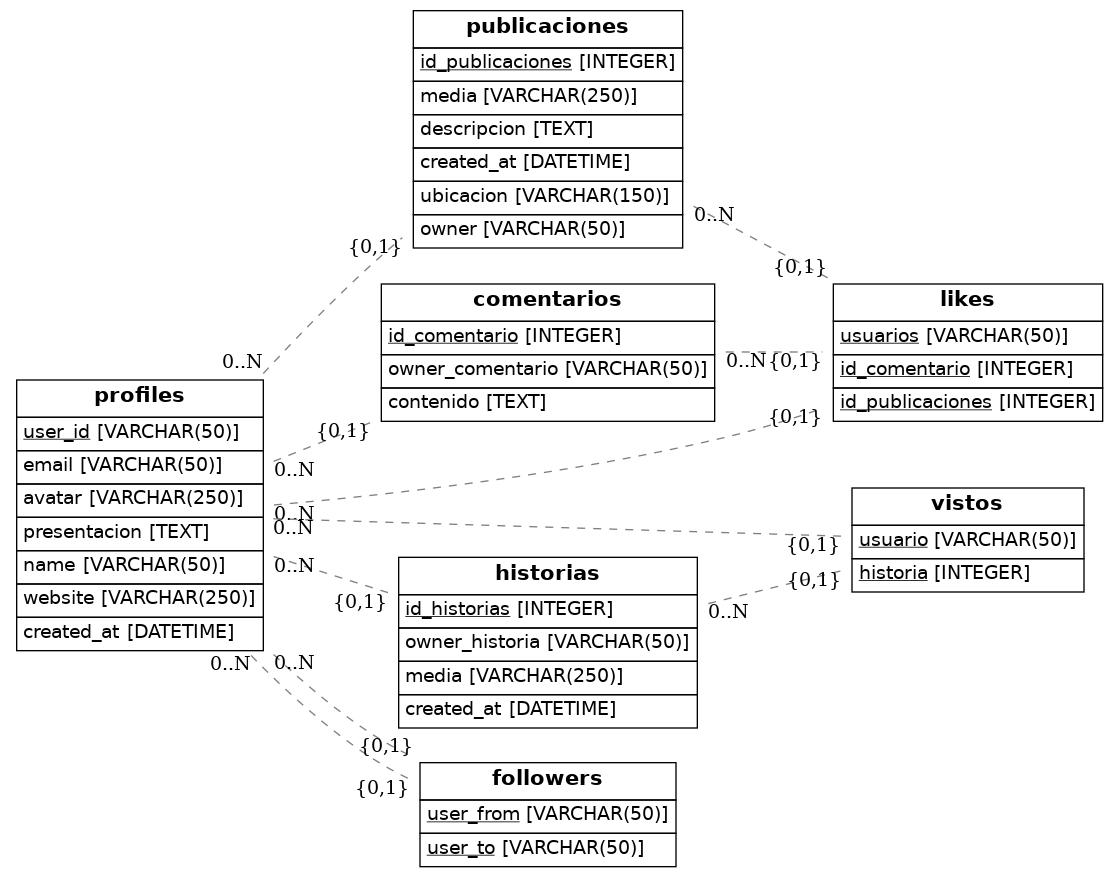 publicaciones
id_publicaciones [INTEGER]
media [VARCHAR(250)]
descripcion [TEXT]
created_at [DATETIME]
ubicacion [VARCHAR(150)]
owner [VARCHAR(50)]
0..N
{0,1}
{0,1}
0..N
comentarios
id_comentario [INTEGER]
owner_comentario [VARCHAR(50)]
contenido [TEXT]
0..N
{0,1}
likes
usuarios [VARCHAR(50)]
id_comentario [INTEGER]
id_publicaciones [INTEGER]
{0,1}
profiles
user_id [VARCHAR(50)]
email [VARCHAR(50)]
avatar [VARCHAR(250)]
presentacion [TEXT]
name [VARCHAR(50)]
website [VARCHAR(250)]
created_at [DATETIME]
{0,1}
0..N
0..N
0..N
0..N
{0,1}
vistos
usuario [VARCHAR(50)]
historia [INTEGER]
{0,1}
{0,1}
0..N
historias
id_historias [INTEGER]
owner_historia [VARCHAR(50)]
media [VARCHAR(250)]
created_at [DATETIME]
0..N
0..N
{0,1}
{0,1}
followers
user_from [VARCHAR(50)]
user_to [VARCHAR(50)]